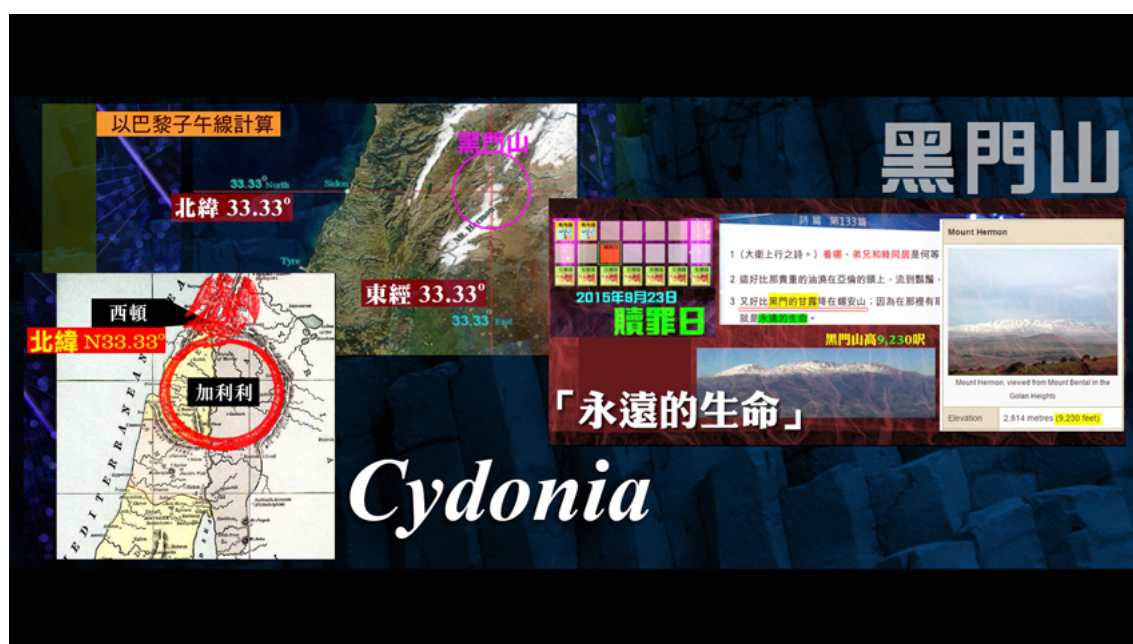 以巴黎子午線計算
黑門山
33.33° North
Sidon
北緯 33.33°
Mt. Hermon
Tyre
東經 33.33°
33.33 East
西頓
北緯 N33.33°
加利利
MEDITERRANEAN
黑門山
2015年9月23日
贖罪日
詩篇 第133篇
1 (大衛上行之詩。) 看哪,弟兄和睦同居是何等
2 這好比那貴重的油澆在亞倫的頭上,流到鬍鬚,
3 又好比黑門的甘露降在錫安山;因為在那裡有
就是永遠的生命。
黑門山高9,230呎
「永遠的生命」
Mount Hermon
Mount Hermon, viewed from Mount Bental in the
Golan Heights
Elevation 2,814 metres (9,230 feet)
Cydonia